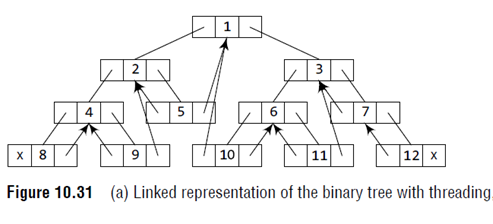 1
2 3
4 5 6 7
x 8 9 10 11 12 x
Figure 10.31 (a) Linked representation of the binary tree with threading